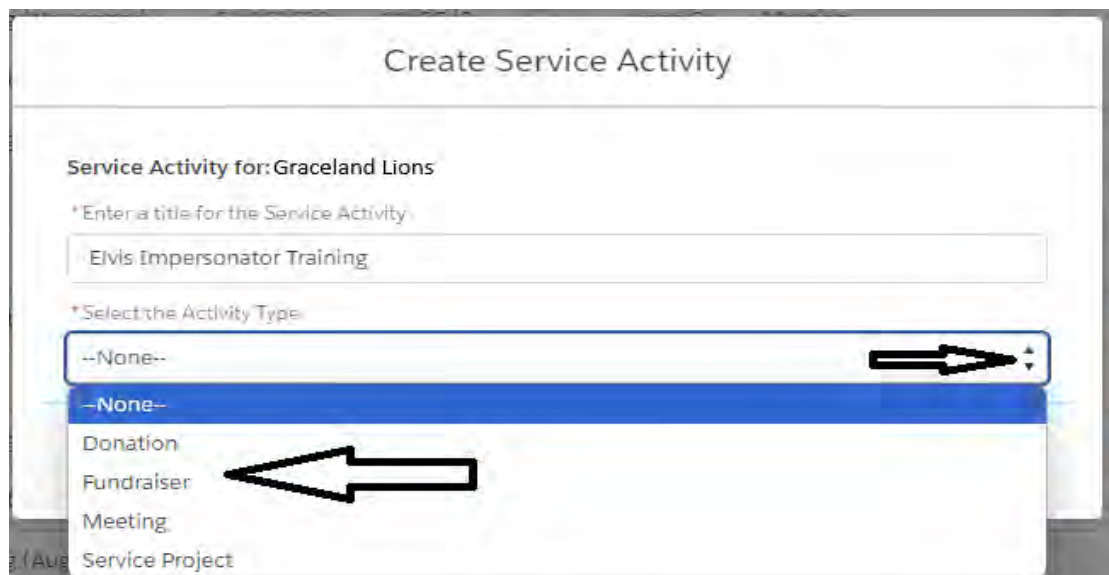 Create Service Activity
Service Activity for: Graceland Lions
*Enter a title for the Service Activity
Elvis Impersonator Training
*Select the Activity Type
--None--
--None--
Donation
Fundraiser
Meeting
Service Project